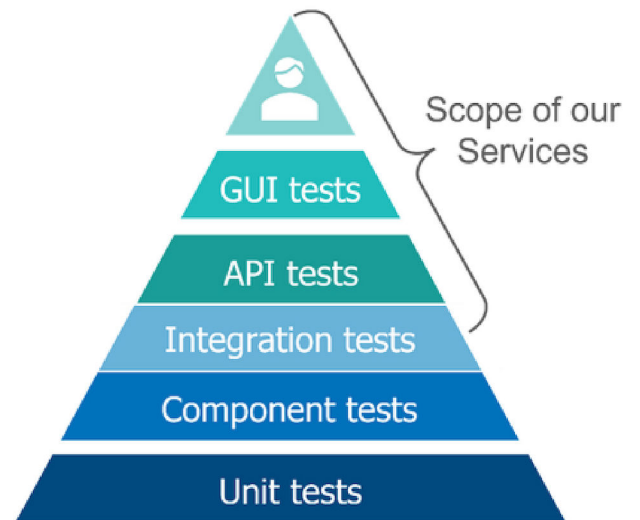 Scope of our
Services
GUI tests
API tests
Integration tests
Component tests
Unit tests